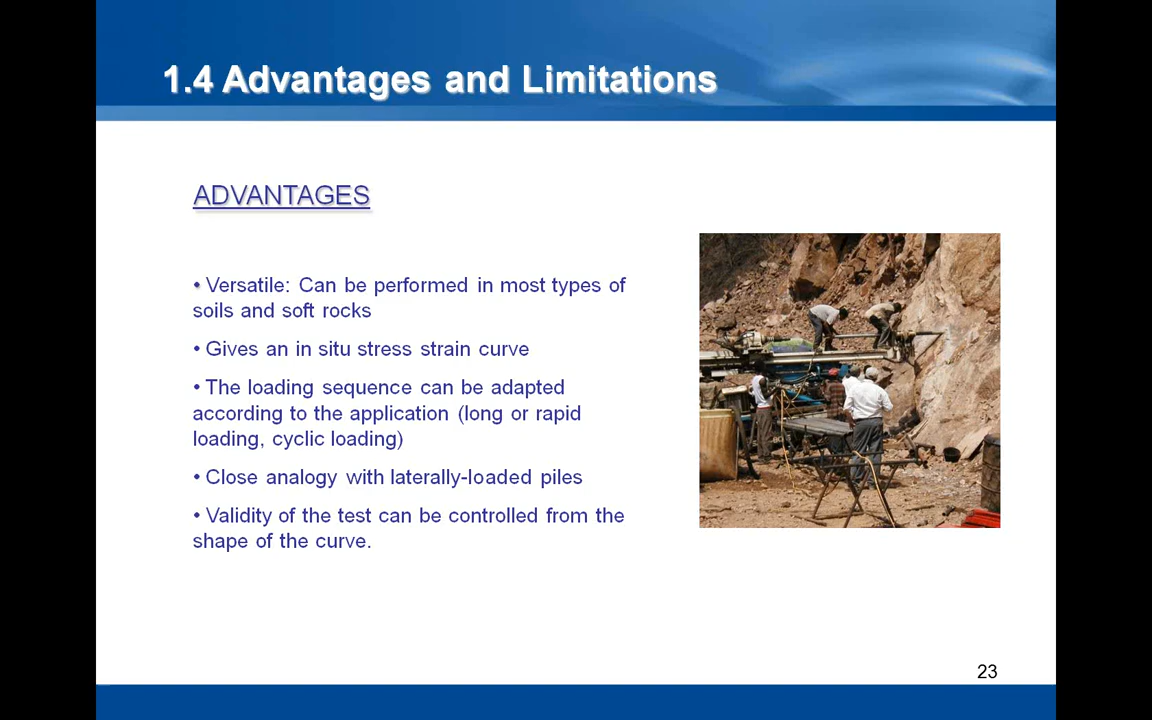 1.4 Advantages and Limitations
ADVANTAGES
• Versatile: Can be performed in most types of
soils and soft rocks
• Gives an in situ stress strain curve
• The loading sequence can be adapted
according to the application (long or rapid
loading, cyclic loading)
• Close analogy with laterally-loaded piles
• Validity of the test can be controlled from the
shape of the curve.
23